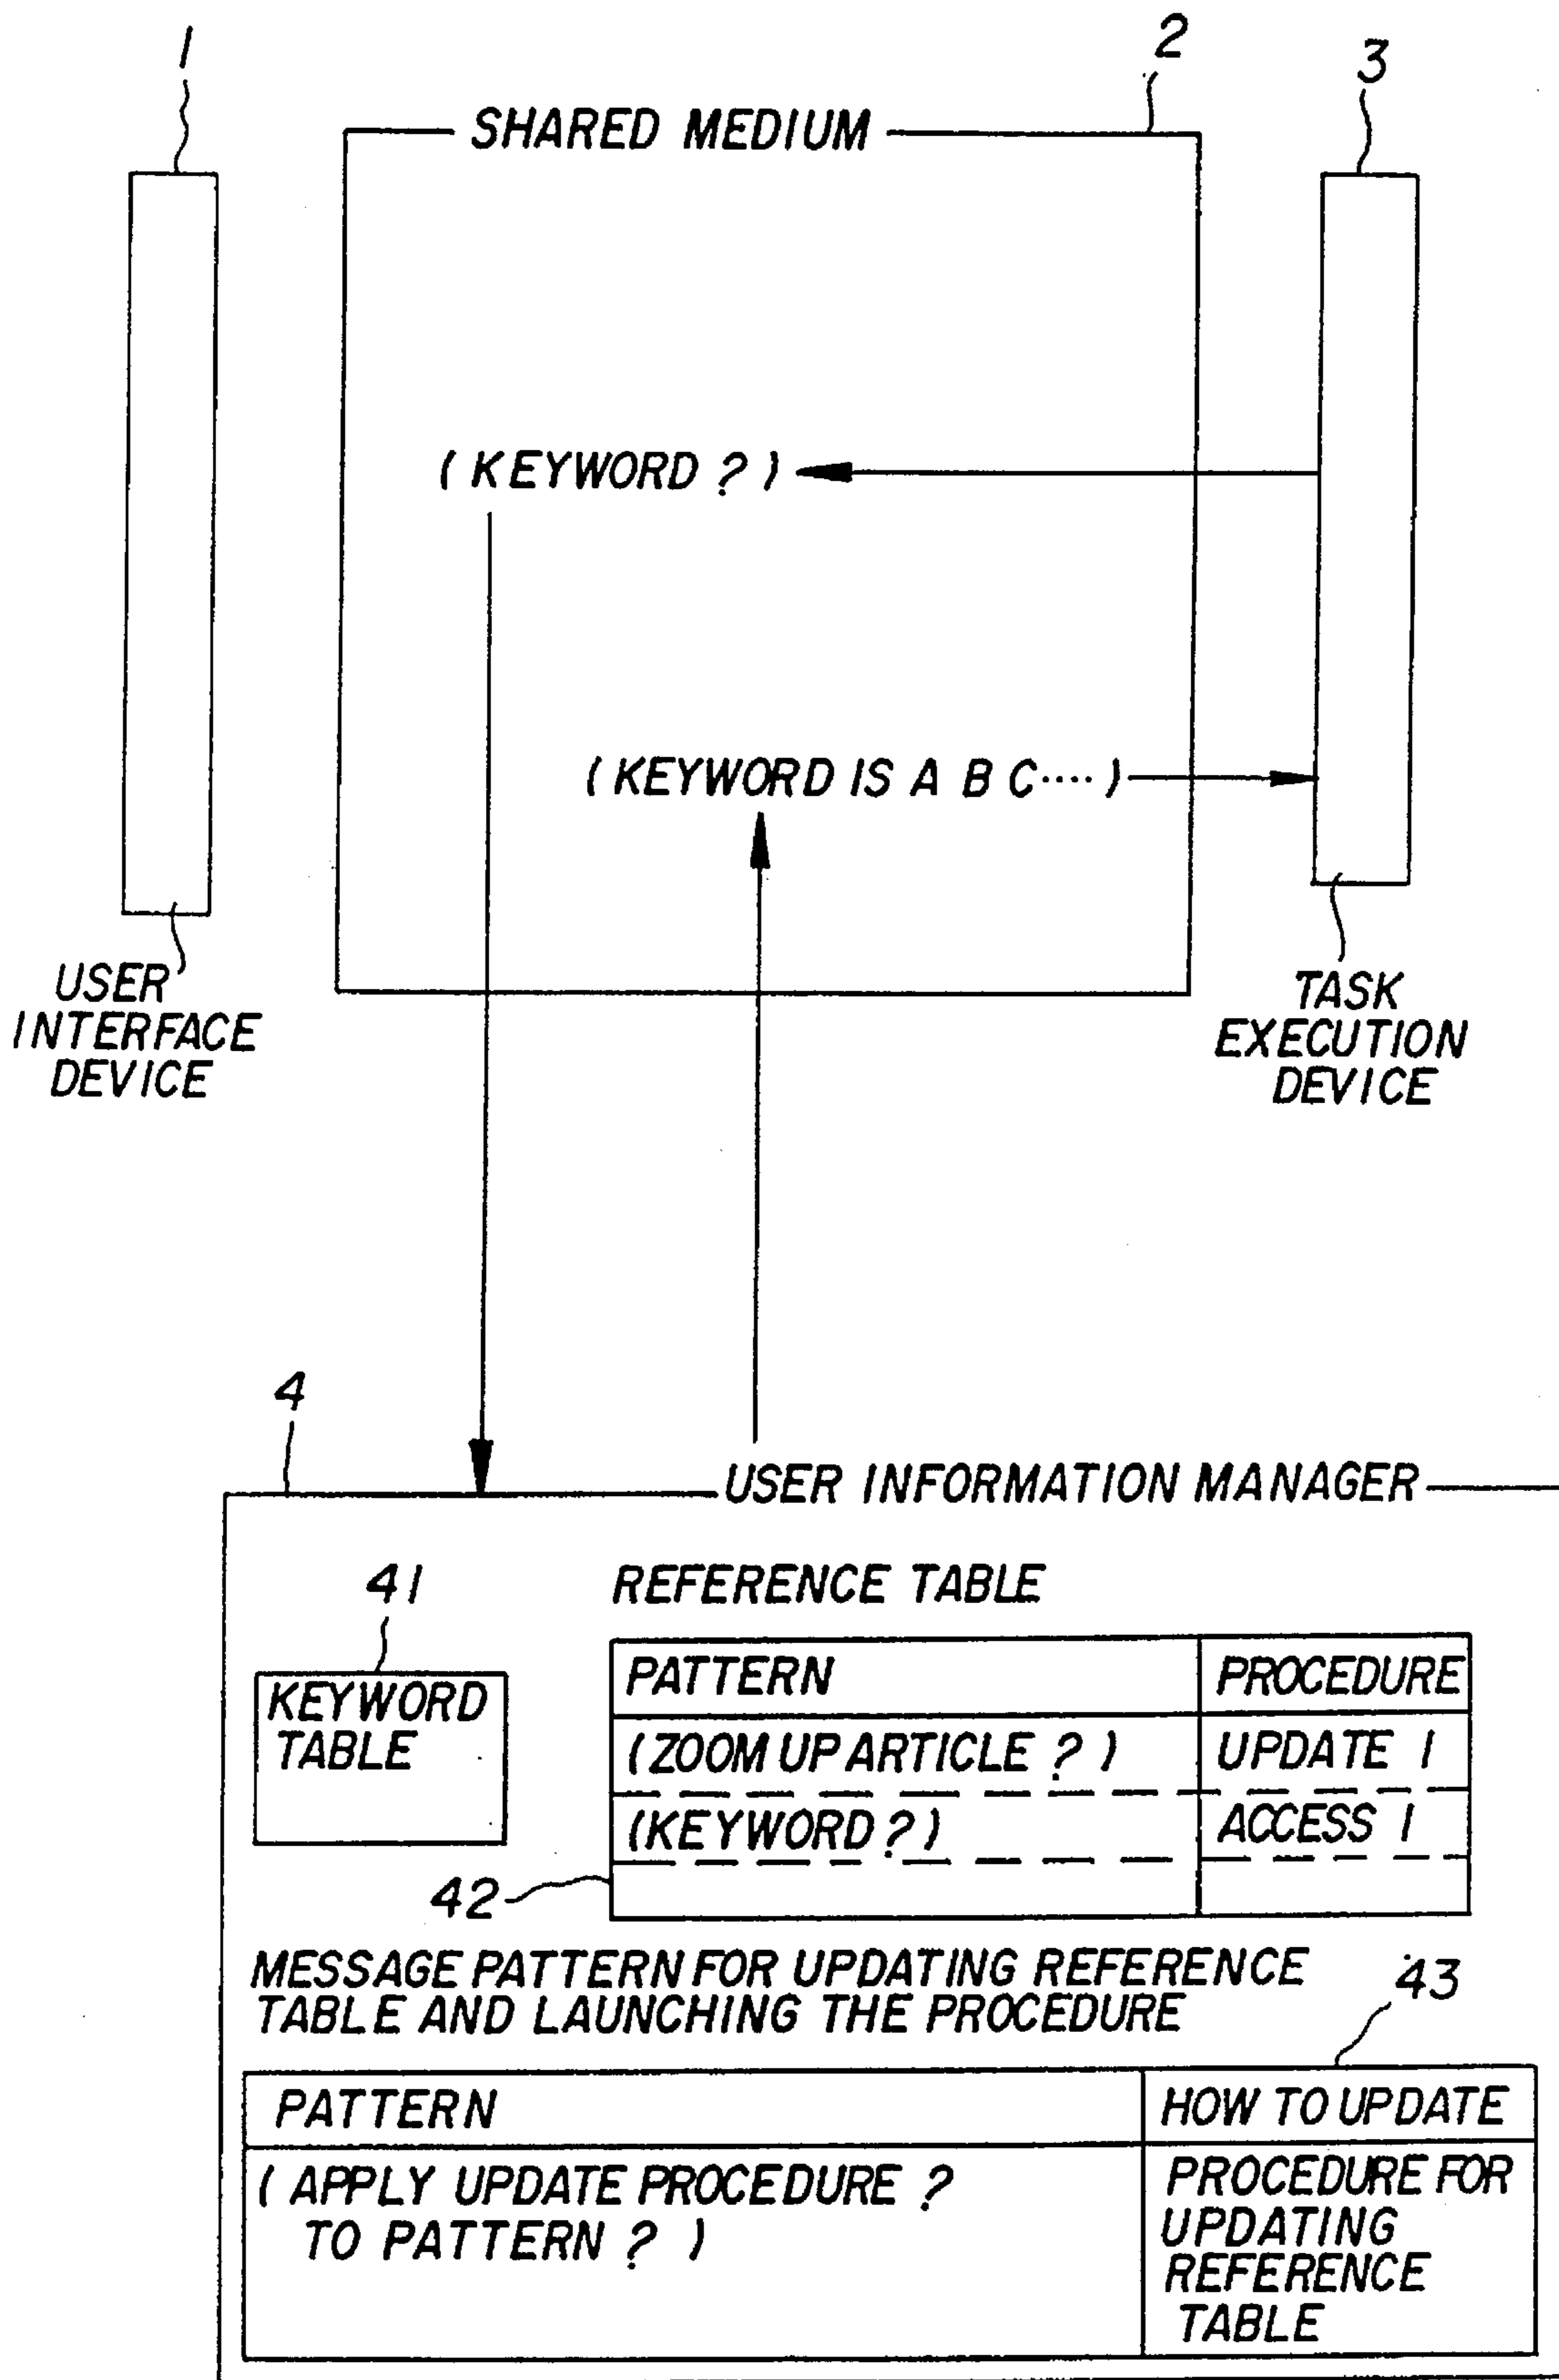 1
2
3
SHARED MEDIUM
( KEYWORD ? )
( KEYWORD IS A B C ···· )
USER
INTERFACE
DEVICE
TASK
EXECUTION
DEVICE
4
USER INFORMATION MANAGER
41
REFERENCE TABLE
KEYWORD
TABLE
PATTERN PROCEDURE
(ZOOM UP ARTICLE ? ) UPDATE 1
(KEYWORD ? ) ACCESS 1
42
MESSAGE PATTERN FOR UPDATING REFERENCE
TABLE AND LAUNCHING THE PROCEDURE
43
PATTERN HOW TO UPDATE
( APPLY UPDATE PROCEDURE ?
TO PATTERN ? )
PROCEDURE FOR
UPDATING
REFERENCE
TABLE